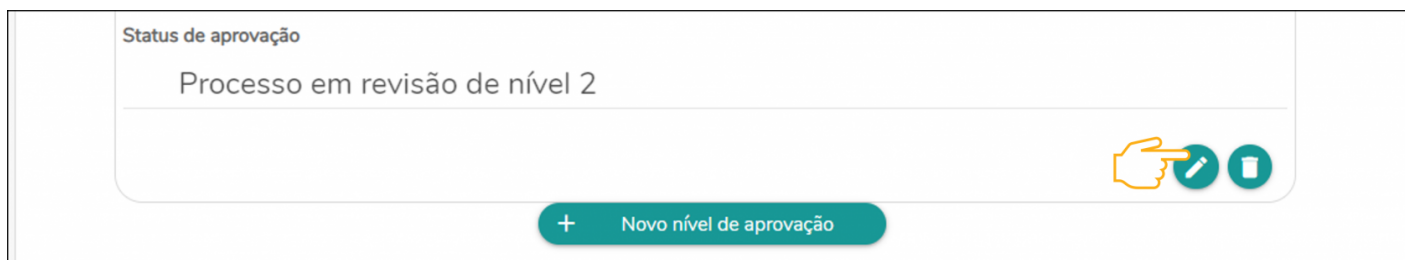 Status de aprovação
Processo em revisão de nível 2
+ Novo nível de aprovação